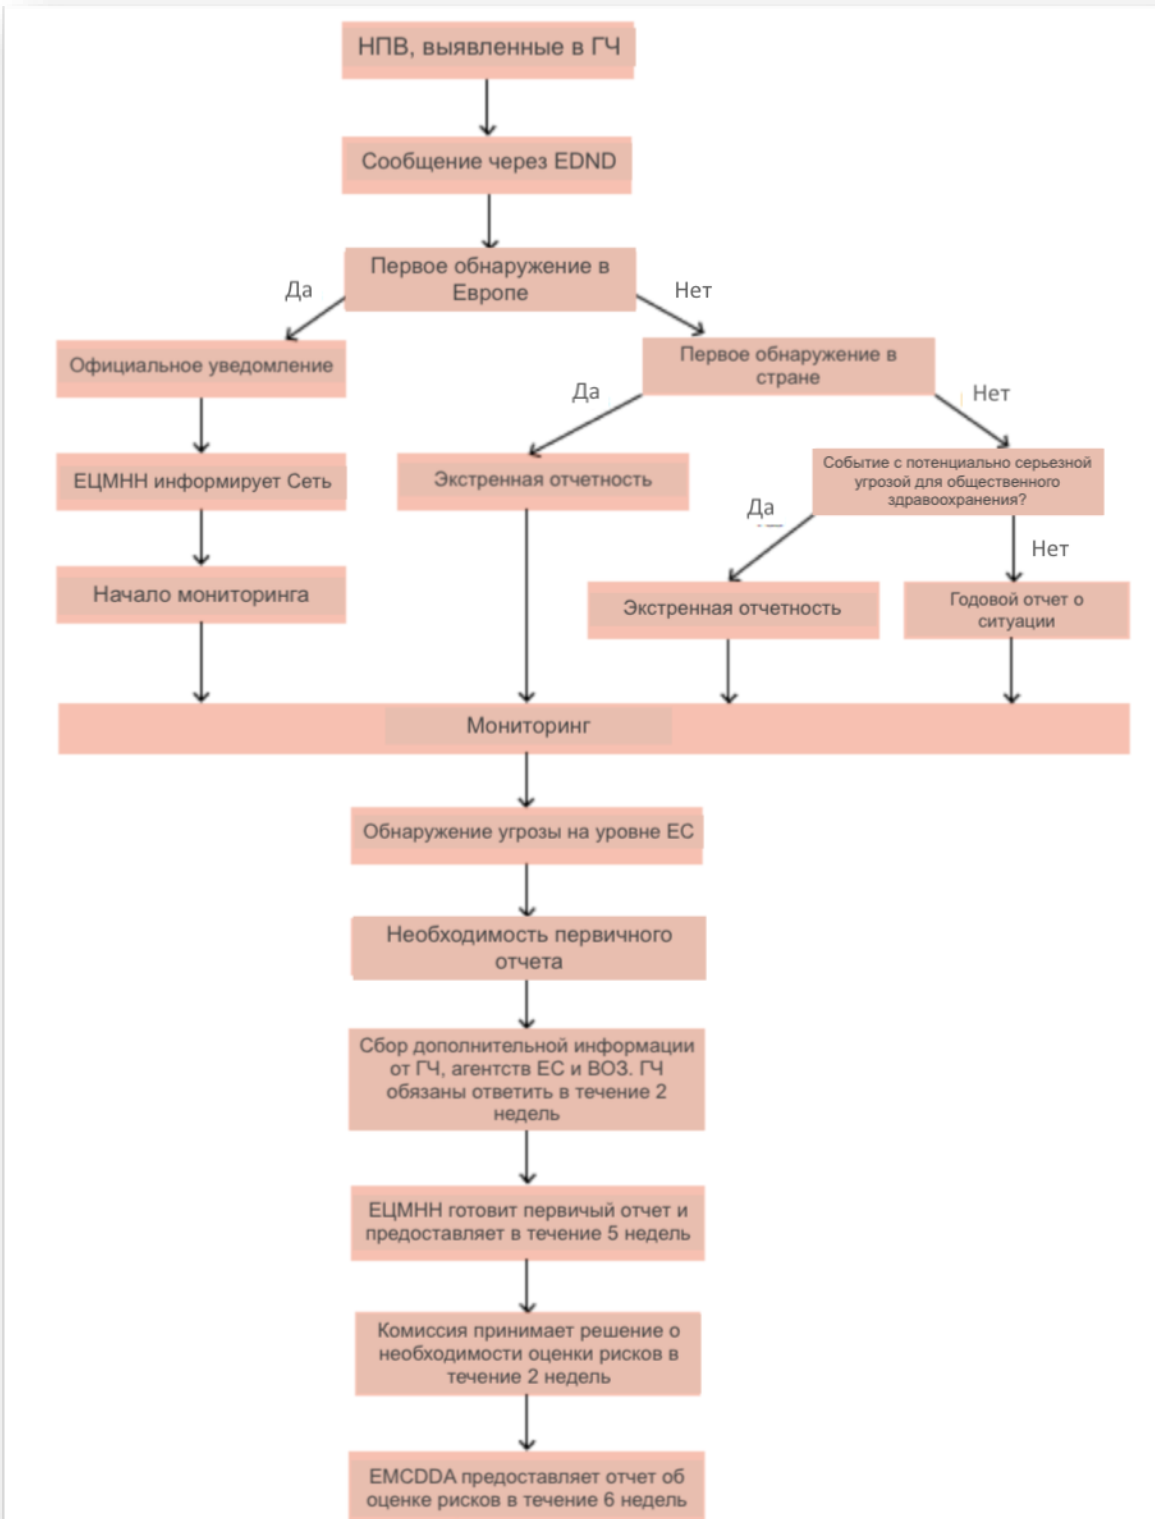 НПВ, выявленные в ГЧ
Сообщение через EDND
Первое обнаружение в
Европе
Да
Нет
Официальное уведомление
Первое обнаружение в
стране
Да
Нет
ЕЦМНН информирует Сеть
Экстренная отчетность
Событие с потенциально серьезной
угрозой для общественного
здравоохранения?
Да
Нет
Начало мониторинга
Экстренная отчетность
Годовой отчет о
ситуации
Мониторинг
Обнаружение угрозы на уровне ЕС
Необходимость первичного
отчета
Сбор дополнительной информации
от ГЧ, агентств ЕС и ВОЗ. ГЧ
обязаны ответить в течение 2
недель
ЕЦМНН готовит первичый отчет и
предоставляет в течение 5 недель
Комиссия принимает решение о
необходимости оценки рисков в
течение 2 недель
EMCDDA предоставляет отчет об
оценке рисков в течение 6 недель